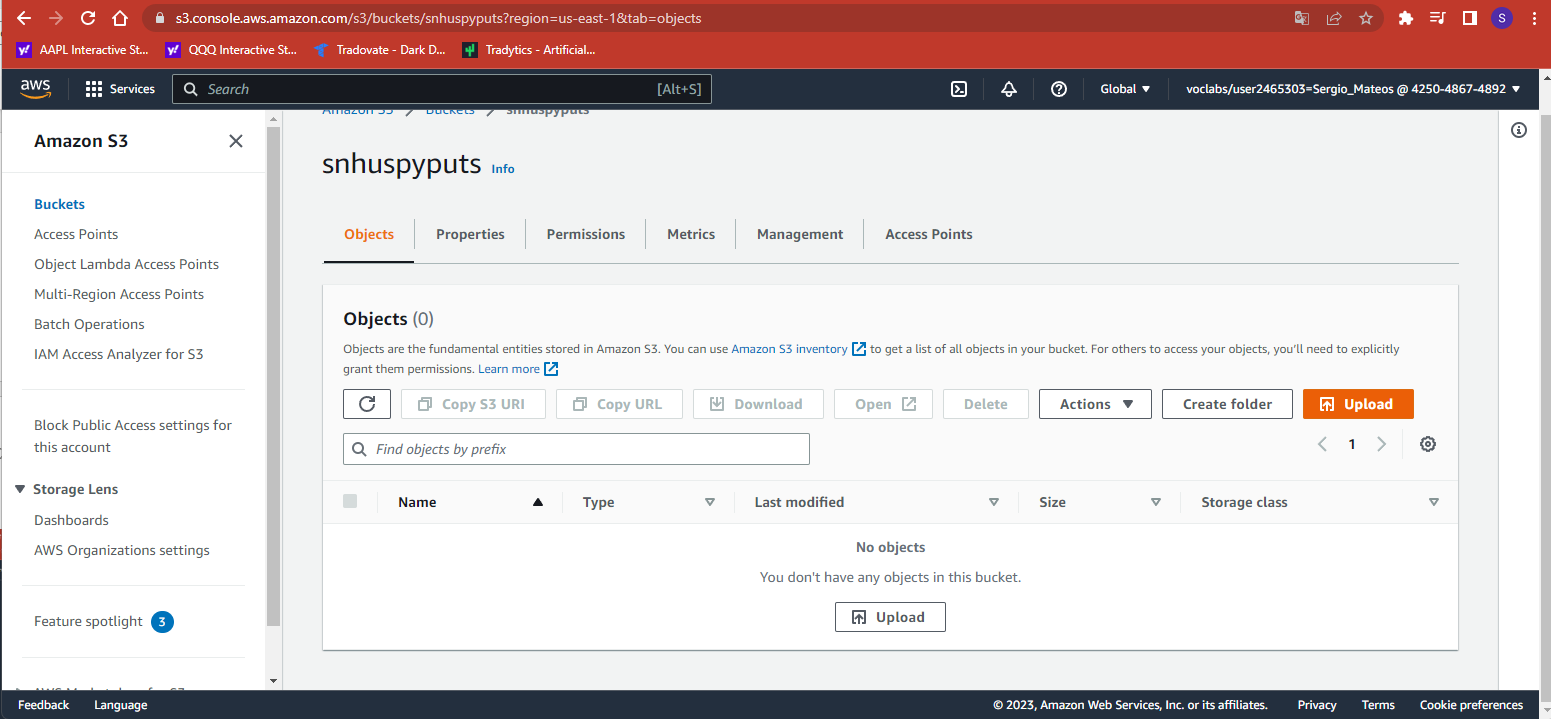 s3.console.aws.amazon.com/s3/buckets/snhuspyputs?region=us-east-1&tab=objects
S
AAPL Interactive St...
QQQ Interactive St...
Tradovate - Dark D...
Tradytics - Artificial...
aws
Services
Search
[Alt+S]
Global
voclabs/user2465303=Sergio_Mateos @ 4250-4867-4892
Amazon S3
Buckets
snhuspyputs
Amazon S3
snhuspyputs
Info
Buckets
Access Points
Object Lambda Access Points
Multi-Region Access Points
Batch Operations
IAM Access Analyzer for S3
Block Public Access settings for
this account
Storage Lens
Dashboards
AWS Organizations settings
Feature spotlight
3
AWS Marketplace for S3
Objects
Properties
Permissions
Metrics
Management
Access Points
Objects (0)
Objects are the fundamental entities stored in Amazon S3. You can use Amazon S3 inventory to get a list of all objects in your bucket. For others to access your objects, you'll need to explicitly
grant them permissions. Learn more
Copy S3 URI
Copy URL
Download
Open
Delete
Actions
Create folder
Upload
Find objects by prefix
1
Name
Type
Last modified
Size
Storage class
No objects
You don't have any objects in this bucket.
Upload
Feedback
Language
© 2023, Amazon Web Services, Inc. or its affiliates.
Privacy
Terms
Cookie preferences